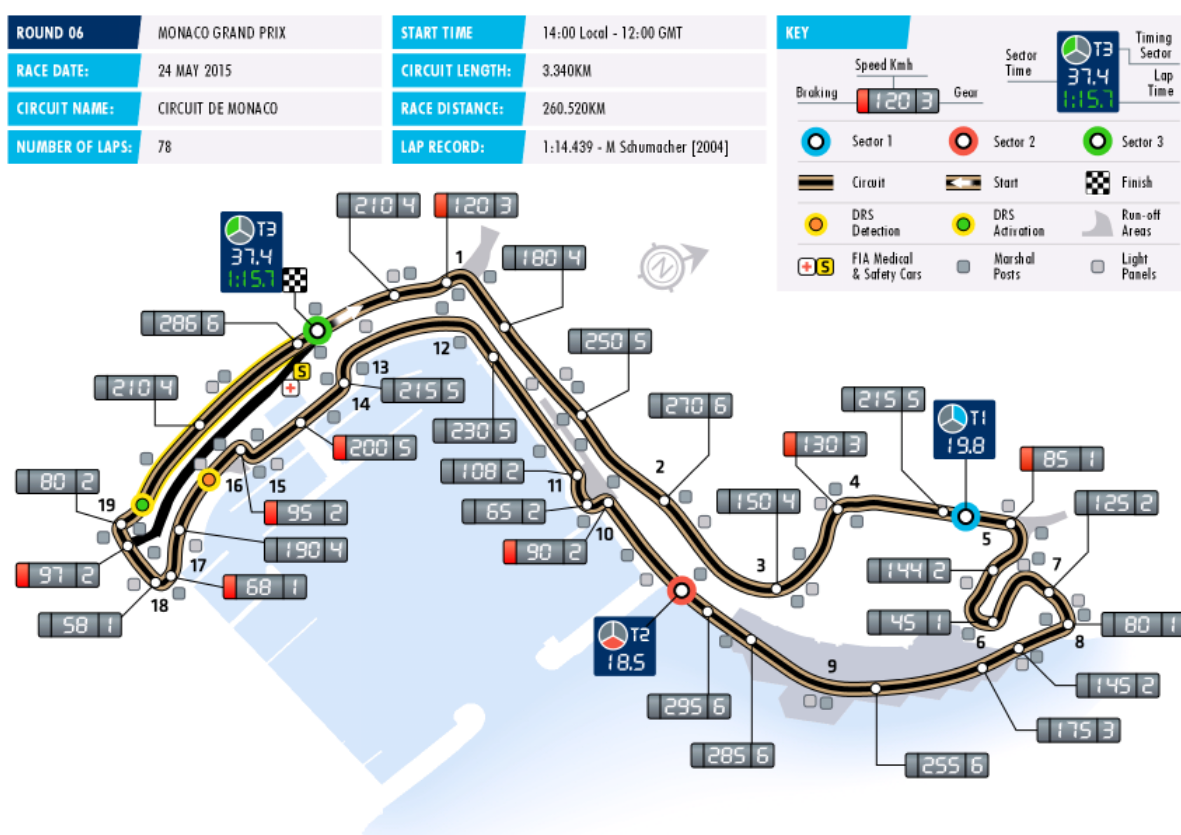 ROUND 06 MONACO GRAND PRIX
RACE DATE: 24 MAY 2015
CIRCUIT NAME: CIRCUIT DE MONACO
NUMBER OF LAPS: 78
START TIME 14:00 Local - 12:00 GMT
CIRCUIT LENGTH: 3.340KM
RACE DISTANCE: 260.520KM
LAP RECORD: 1:14.439 - M Schumacher [2004]
KEY
Speed Kmh
Braking 120 3 Gear
Sector Time
T3
37.4
1:15.7
Timing Sector
Lap Time
Sector 1
Sector 2
Sector 3
Circuit
Start
Finish
DRS Detection
DRS Activation
Run-off Areas
S
FIA Medical & Safety Cars
Marshal Posts
Light Panels
210 4
120 3
T3
37.4
1:15.7
1
180 4
N
286 6
250 5
12
13
S
210 4
215 5
14
270 6
215 5
T1
19.8
230 5
200 5
130 3
85 1
80 2
108 2
11
2
4
125 2
19
16
15
95 2
65 2
150 4
10
5
190 4
90 2
3
7
97 2
17
144 2
68 1
18
58 1
45 1
6
8
80 1
T2
18.5
9
145 2
295 6
175 3
285 6
255 6